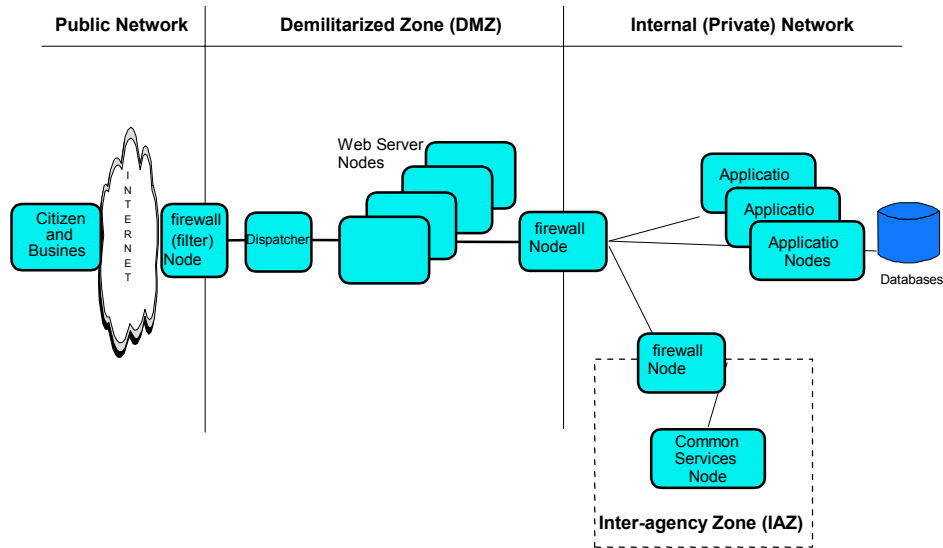 Public Network
Demilitarized Zone (DMZ)
Internal (Private) Network
Citizen
and
Busines
INTERNET
firewall
(filter)
Node
Dispatcher
Web Server
Nodes
firewall
Node
Applicatio
Applicatio
Applicatio
Nodes
Databases
firewall
Node
Common
Services
Node
Inter-agency Zone (IAZ)